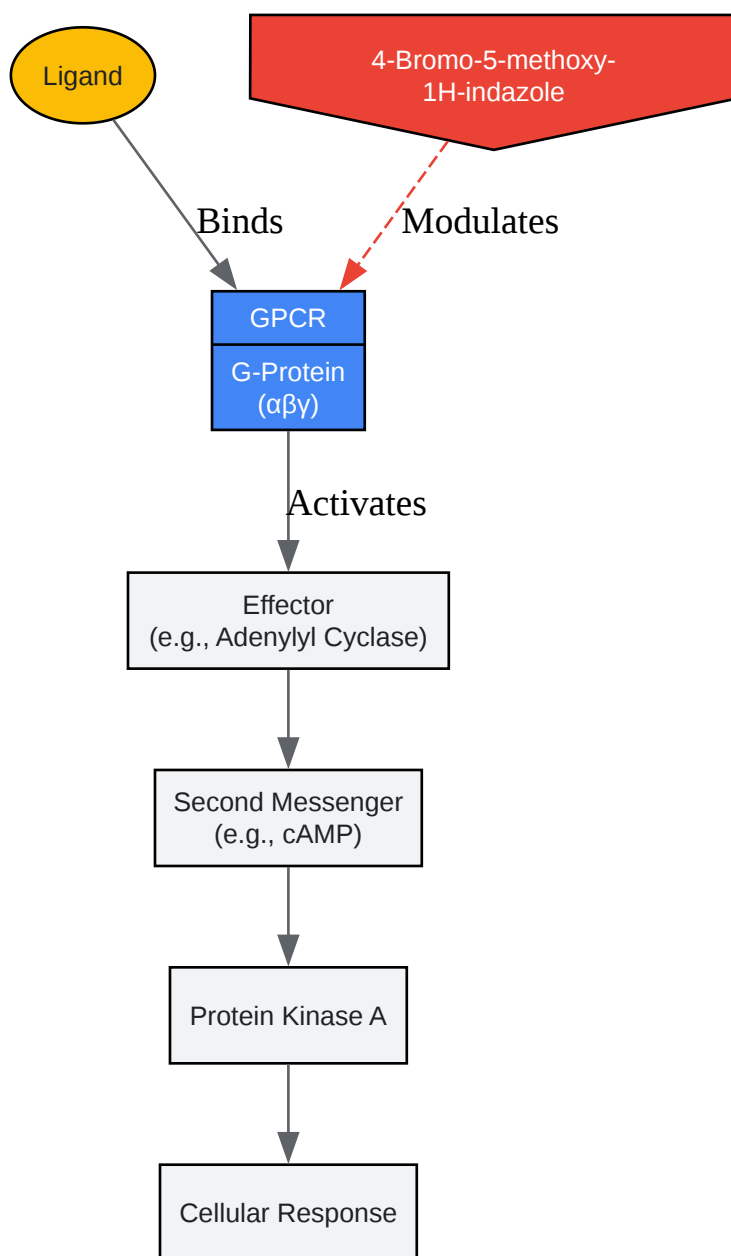 Ligand
4-Bromo-5-methoxy-
1H-indazole
Binds
Modulates
GPCR
G-Protein
(αβγ)
Activates
Effector
(e.g., Adenylyl Cyclase)
Second Messenger
(e.g., cAMP)
Protein Kinase A
Cellular Response